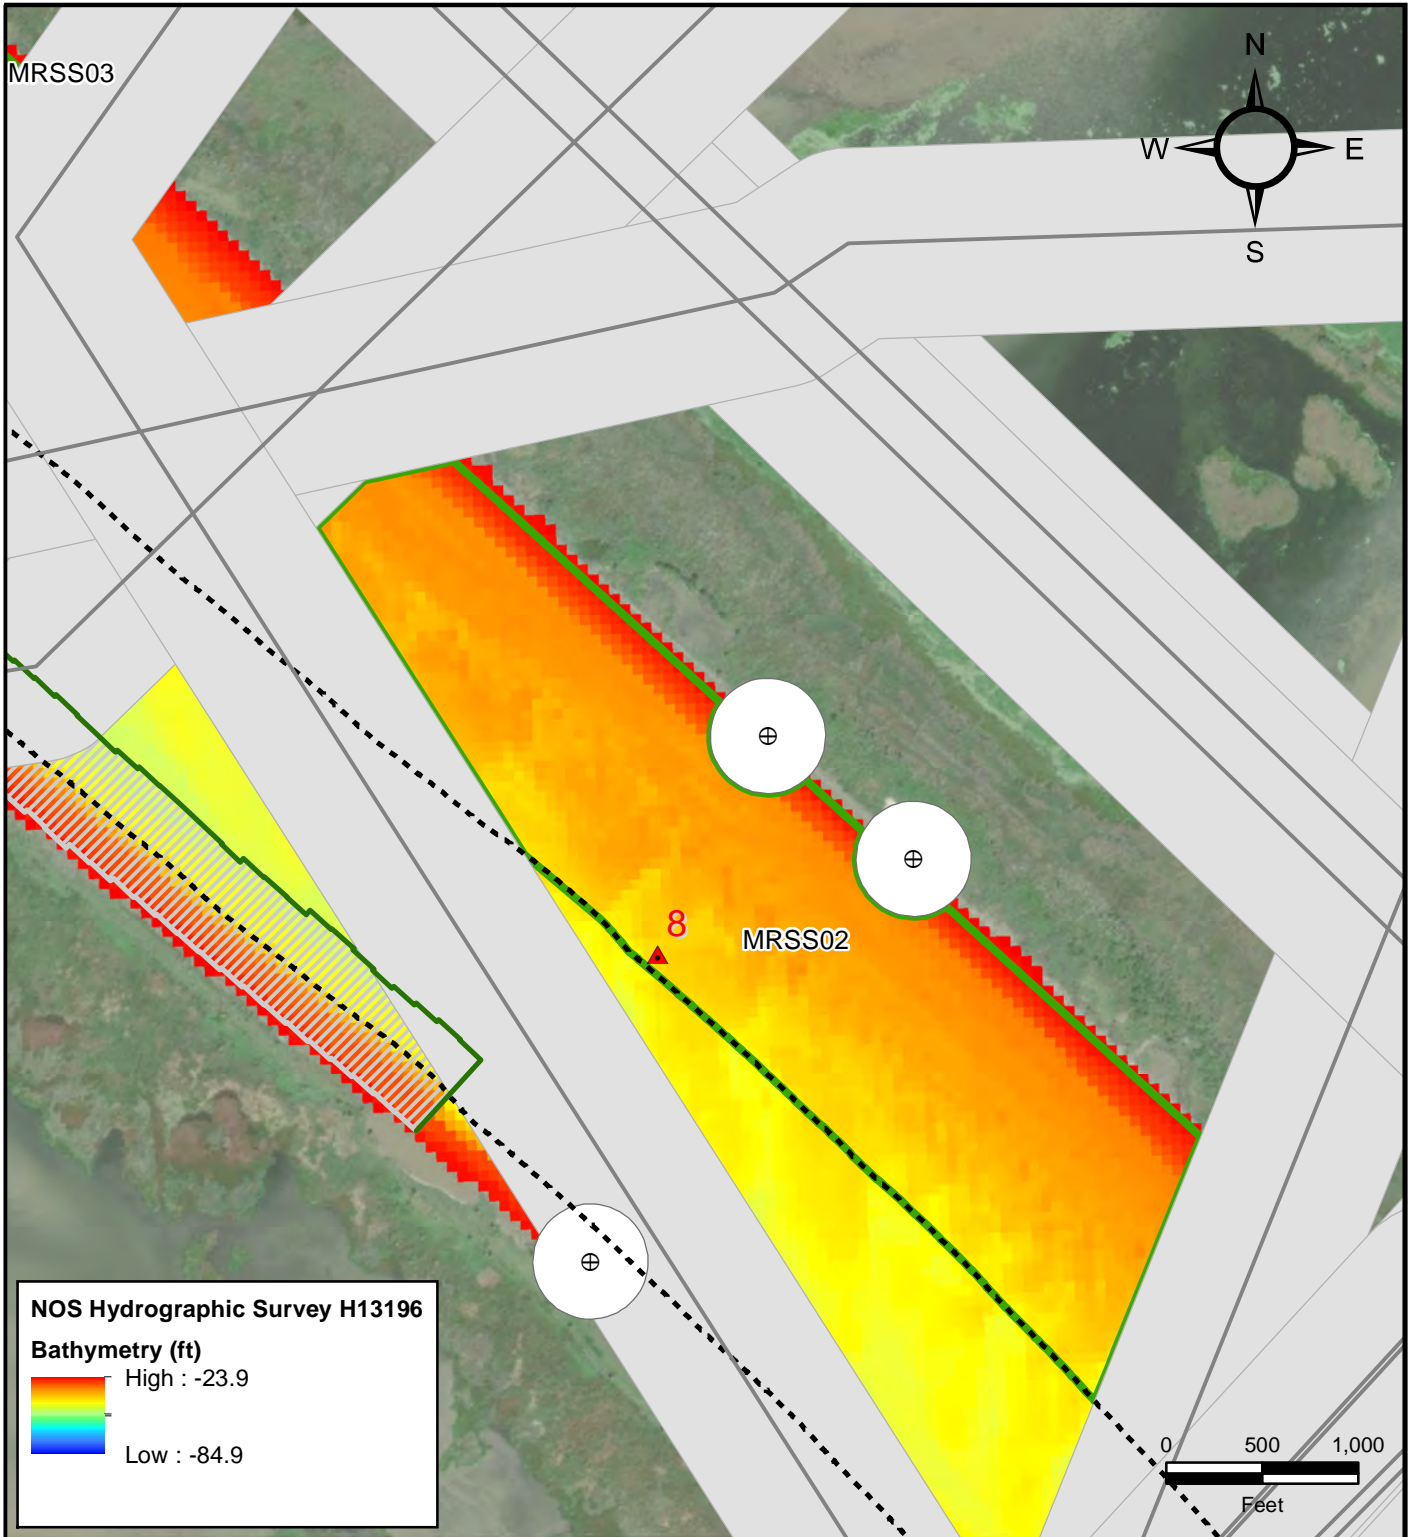 MRSS03
N
W
E
S
8
MRSS02
NOS Hydrographic Survey H13196
Bathymetry (ft)
High : -23.9
Low : -84.9
0 500 1,000
Feet